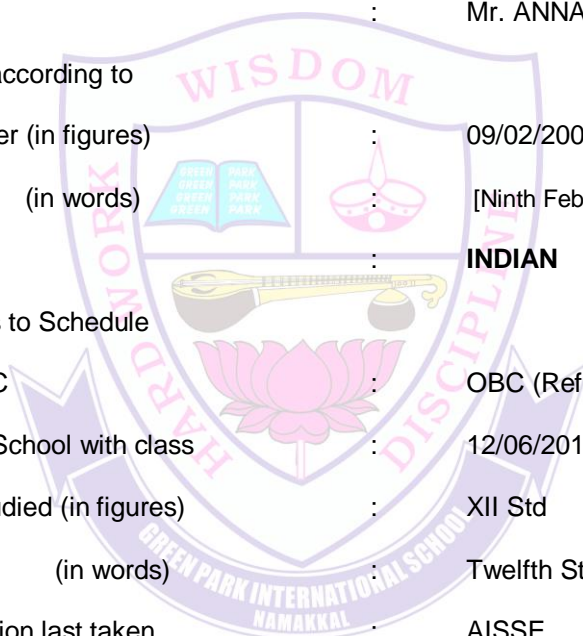 : Mr. ANNA
according to
er (in figures) : 09/02/200
(in words) : [Ninth Feb
: INDIAN
s to Schedule
C : OBC (Ref
School with class : 12/06/201
udied (in figures) : XII Std
(in words) : Twelfth St
ion last taken : AISSE
WISDOM
HARD WORK
DISCIPLINE
GREEN PARK
GREEN PARK
GREEN PARK
GREEN PARK
GREEN PARK INTERNATIONAL SCHOOL
NAMAKKAL